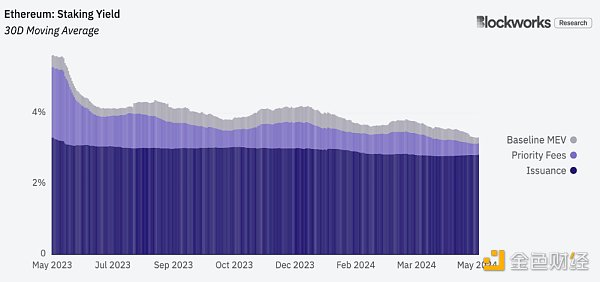 Ethereum: Staking Yield
30D Moving Average
Blockworks Research
4%
2%
0
Baseline MEV
Priority Fees
Issuance
May 2023 Jul 2023 Sep 2023 Oct 2023 Dec 2023 Feb 2024 Mar 2024 May 2024
金色财经